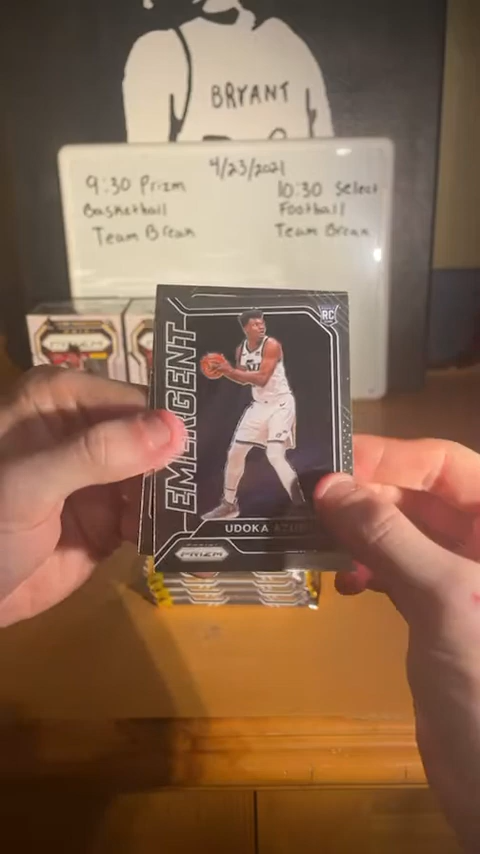 BRYANT
4/23/2021
9:30 Prizm
Basketball
Team Break
10:30 Select
Football
Team Break
RC
EMERGENT
UDOKA
PRIZM